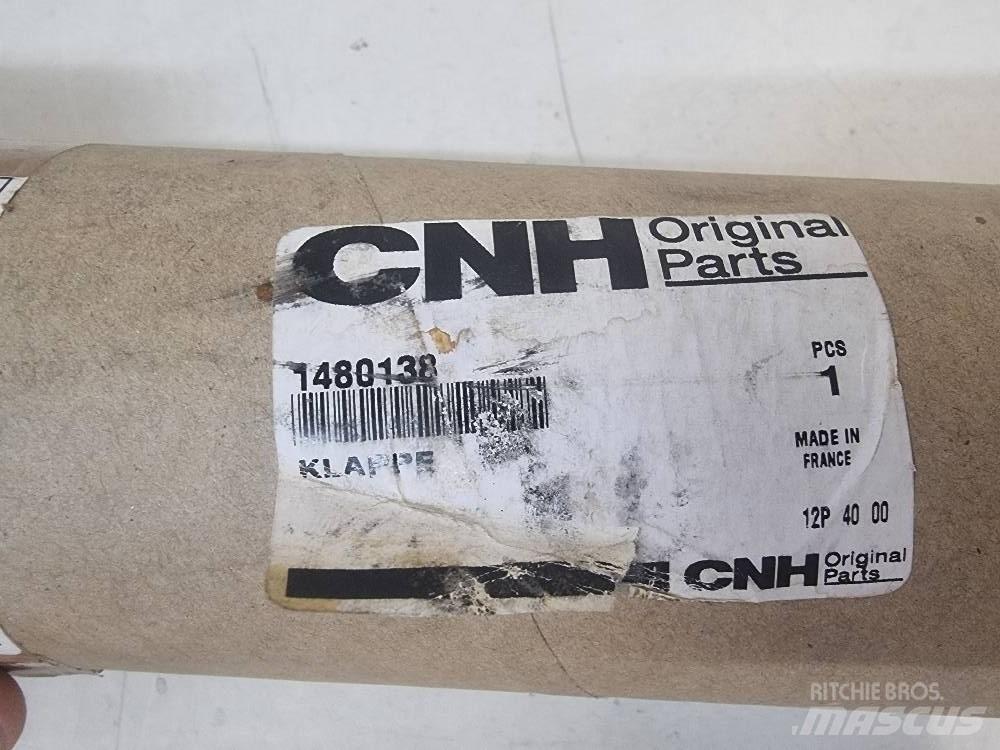 CNH Original
Parts
1480138
PCS
1
KLAPPE
MADE IN
FRANCE
12P 40 00
CNH Original
Parts
RITCHIE BROS.
MASCUS